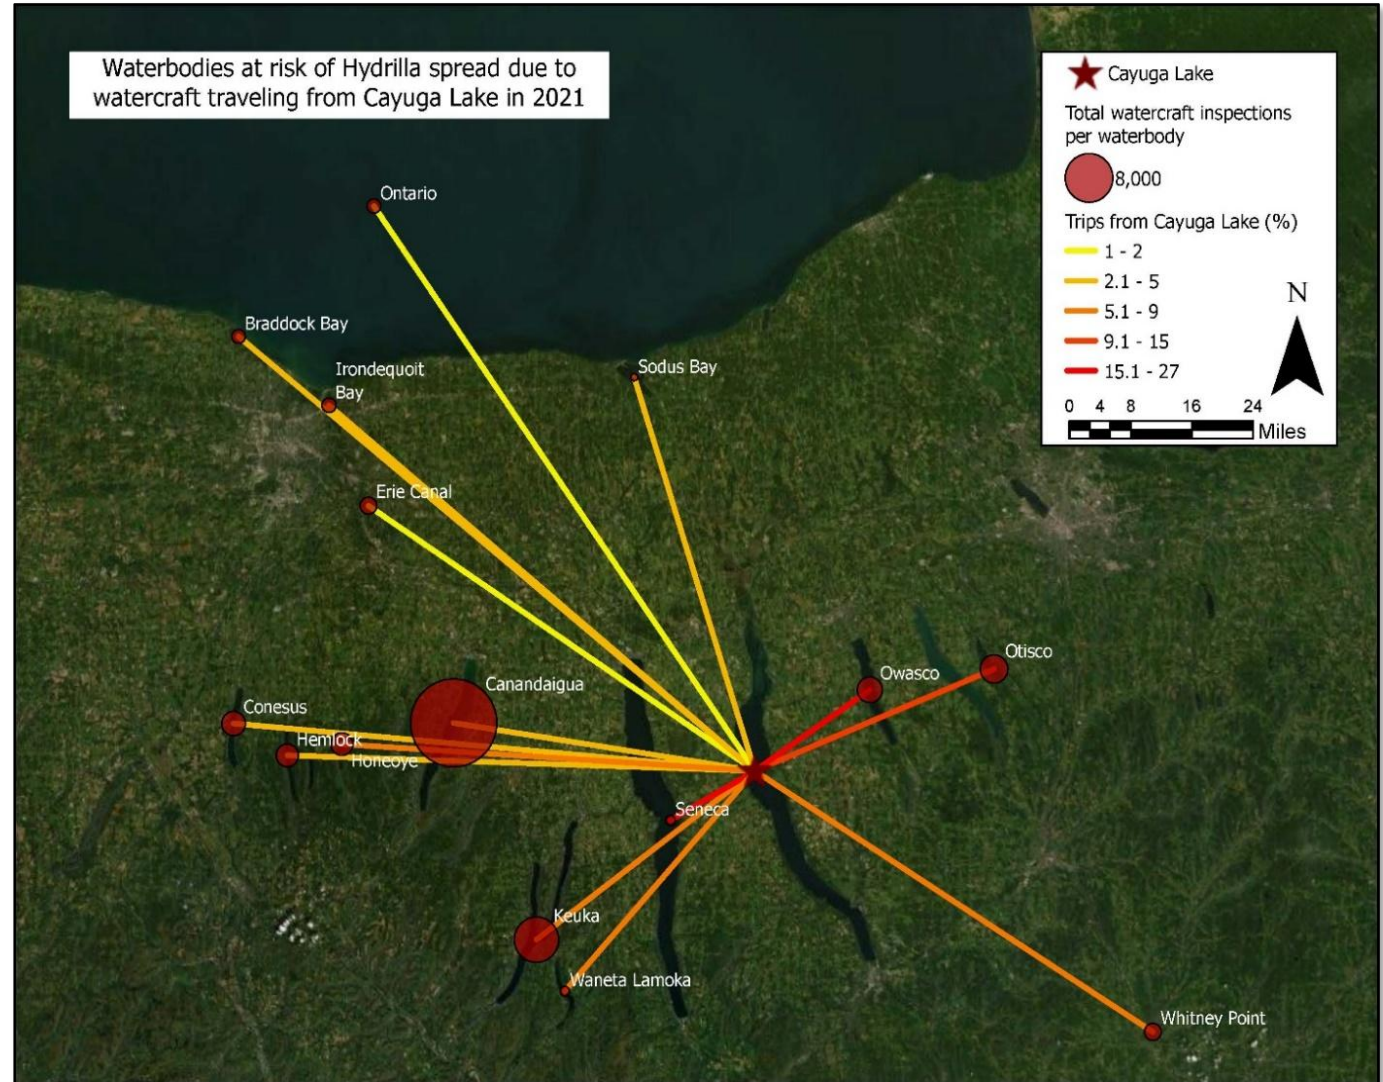 Waterbodies at risk of Hydrilla spread due to
watercraft traveling from Cayuga Lake in 2021
Cayuga Lake
Total watercraft inspections
per waterbody
8,000
Trips from Cayuga Lake (%)
1 - 2
2.1 - 5
5.1 - 9
9.1 - 15
15.1 - 27
N
0 4 8 16 24
Miles
Ontario
Braddock Bay
Irondequoit
Bay
Sodus Bay
Erie Canal
Otisco
Owasco
Canandaigua
Conesus
Hemlock
Honeoye
Seneca
Keuka
Waneta Lamoka
Whitney Point